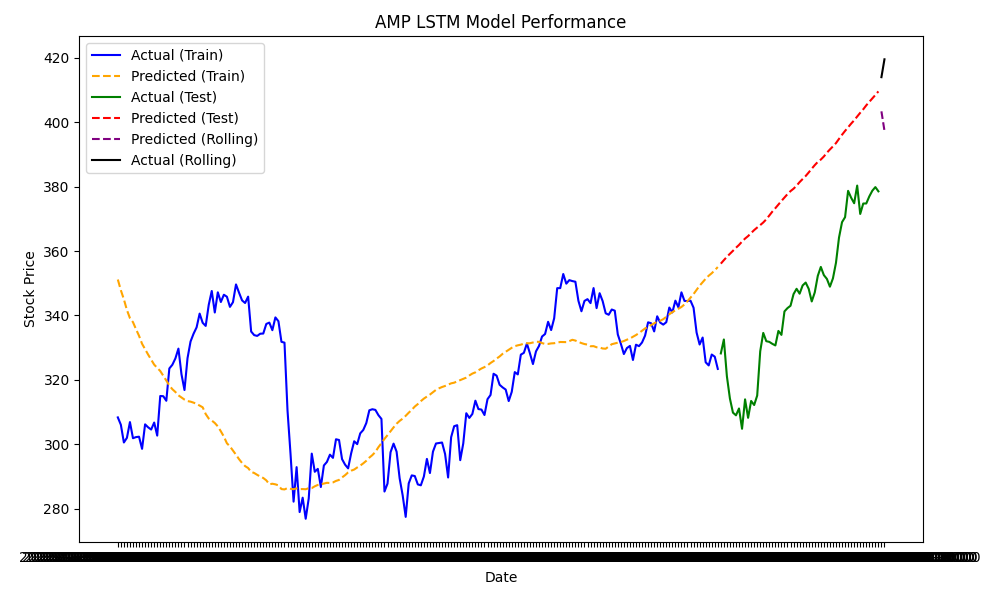 AMP LSTM Model Performance
Actual (Train)
Predicted (Train)
Actual (Test)
Predicted (Test)
Predicted (Rolling)
Actual (Rolling)
420
400
380
360
340
320
300
280
Stock Price
Date